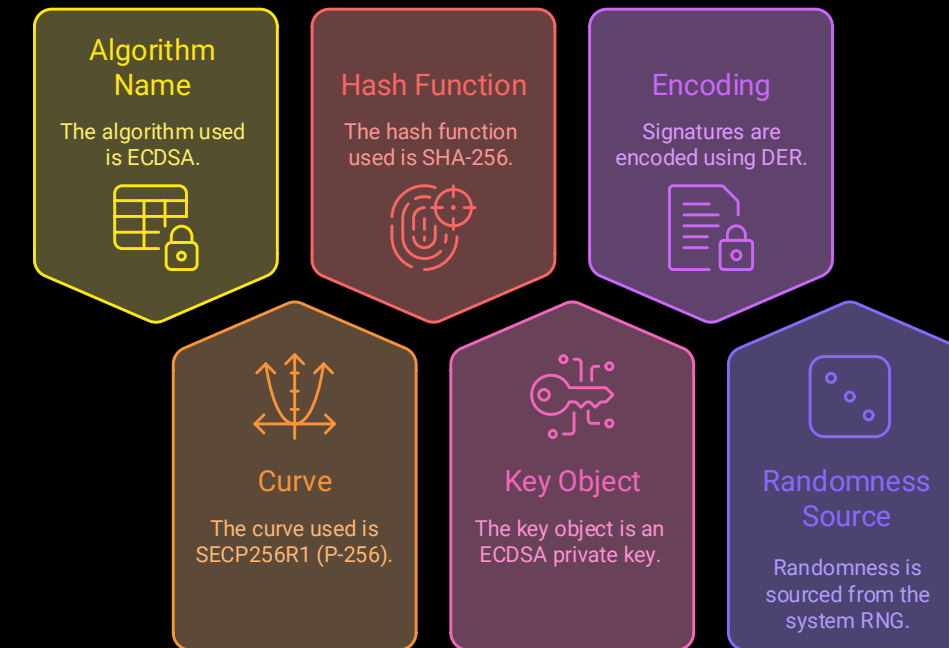 Algorithm
Name
The algorithm used
is ECDSA.
Hash Function
The hash function
used is SHA-256.
Encoding
Signatures are
encoded using DER.
Curve
The curve used is
SECP256R1 (P-256).
Key Object
The key object is an
ECDSA private key.
Randomness
Source
Randomness is
sourced from the
system RNG.